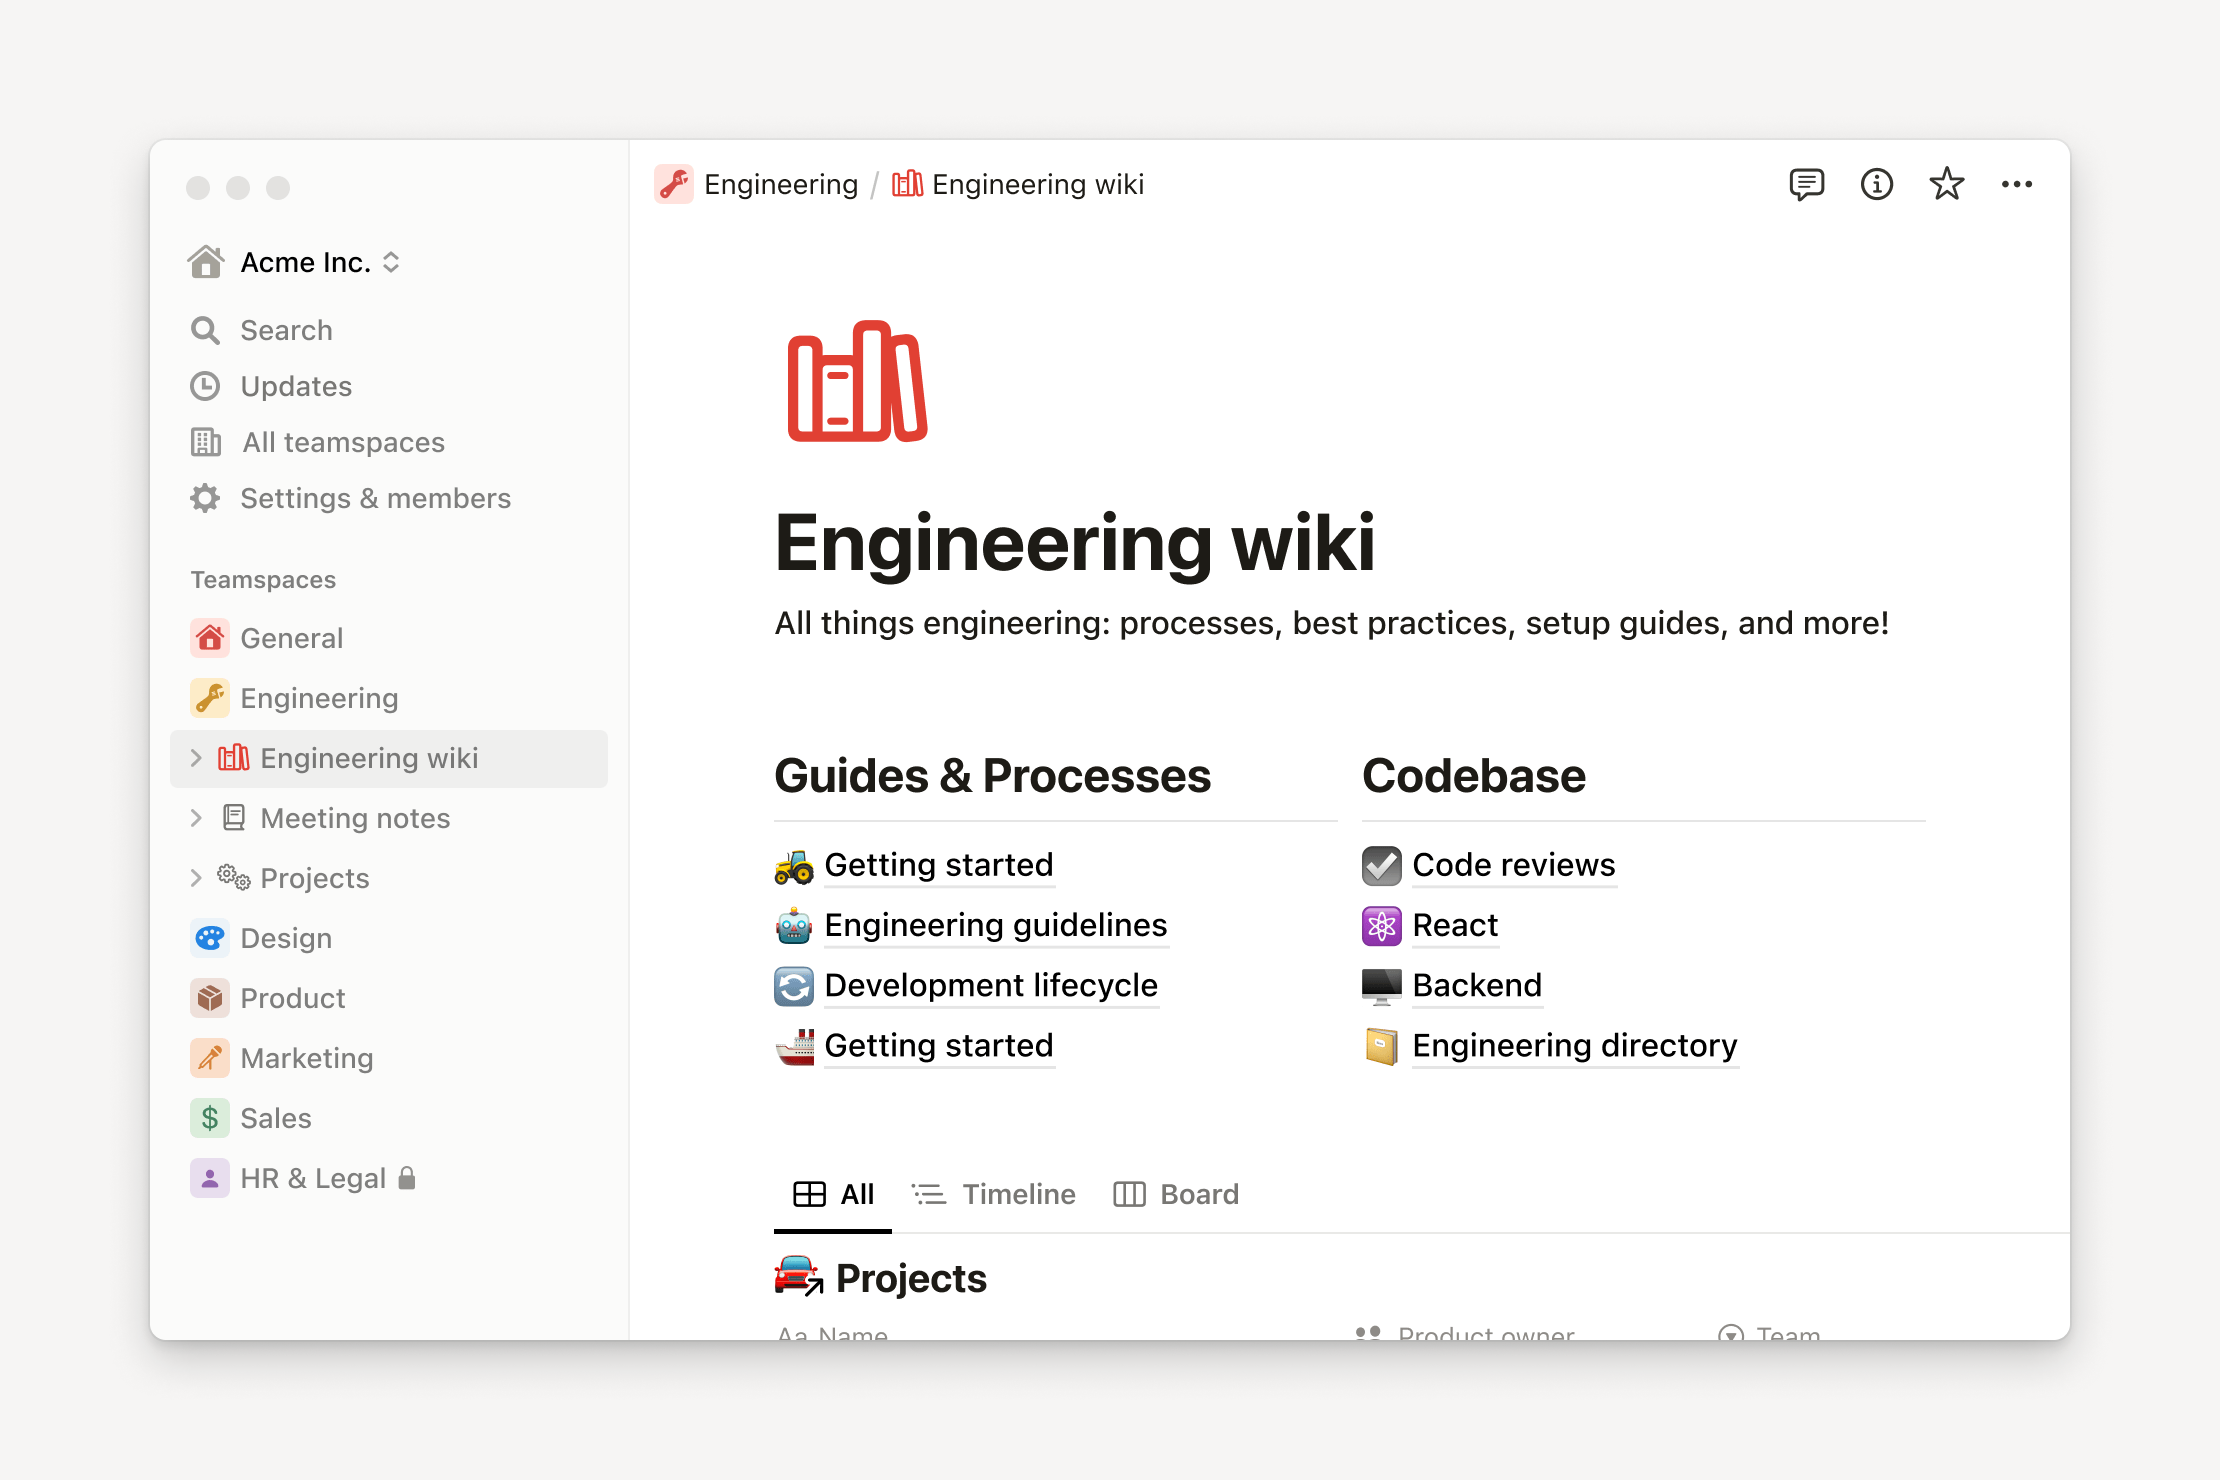 Acme Inc.
Search
Updates
All teamspaces
Settings & members
Teamspaces
General
Engineering
Engineering wiki
Meeting notes
Projects
Design
Product
Marketing
Sales
HR & Legal
Engineering / Engineering wiki
Engineering wiki
All things engineering: processes, best practices, setup guides, and more!
Guides & Processes
Getting started
Engineering guidelines
Development lifecycle
Getting started
Codebase
Code reviews
React
Backend
Engineering directory
All Timeline Board
Projects
Aa Name Product owner Team